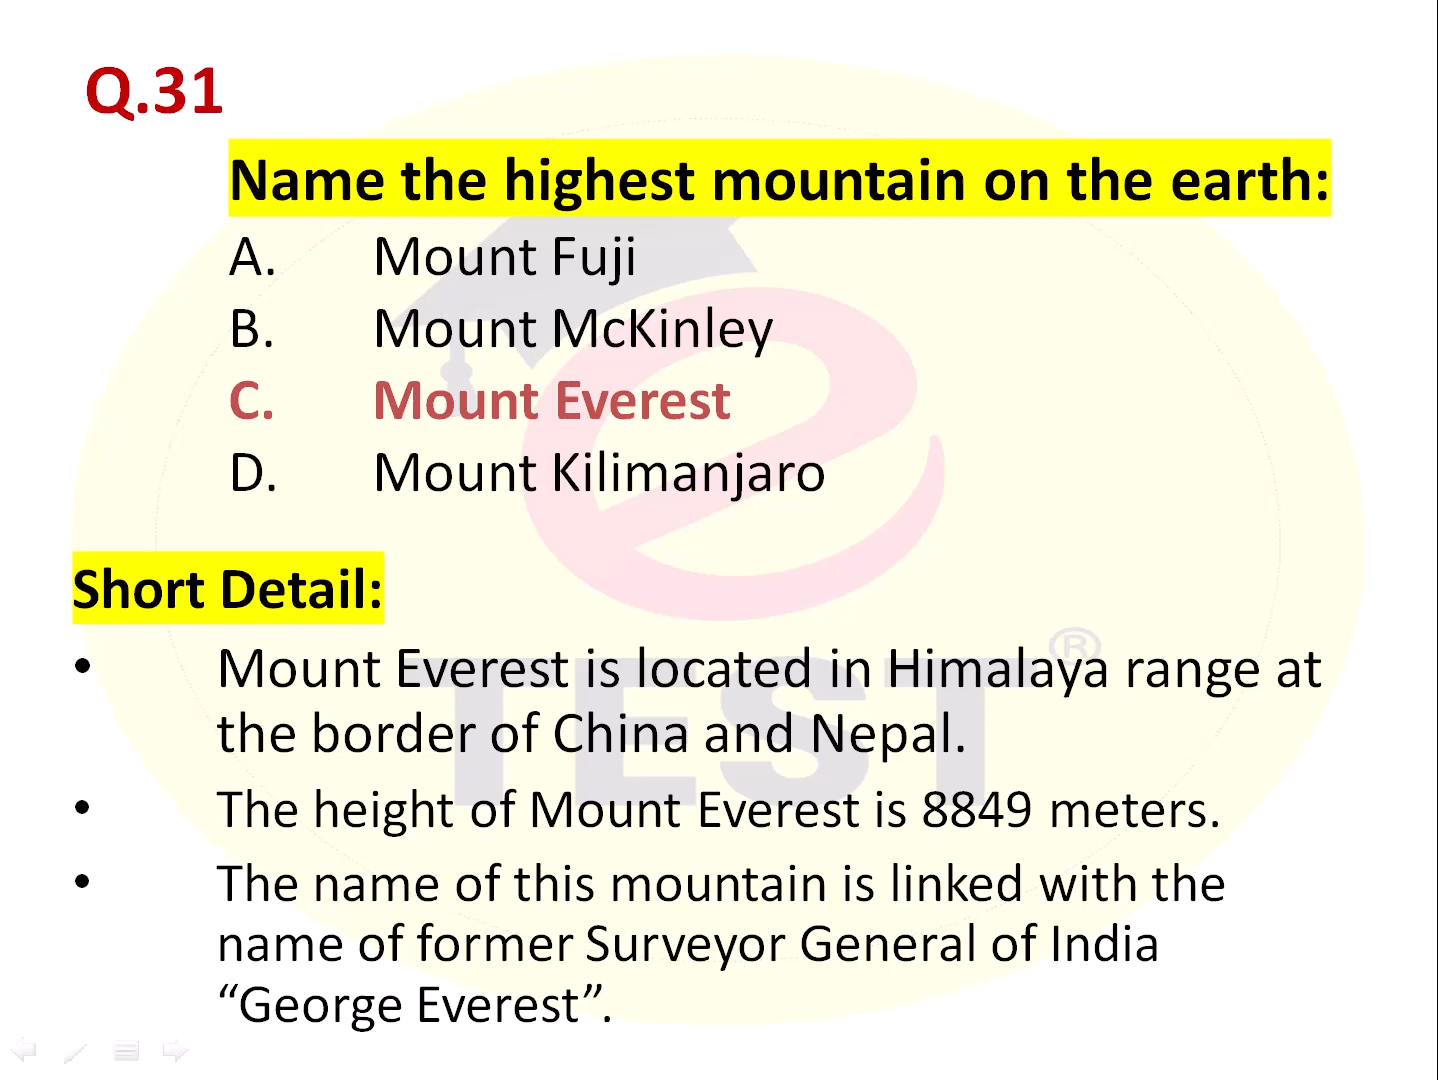 Q.31
Name the highest mountain on the earth:
A. Mount Fuji
B. Mount McKinley
C. Mount Everest
D. Mount Kilimanjaro
Short Detail:
• Mount Everest is located in Himalaya range at
the border of China and Nepal.
• The height of Mount Everest is 8849 meters.
• The name of this mountain is linked with the
name of former Surveyor General of India
“George Everest”.
e
TEST®